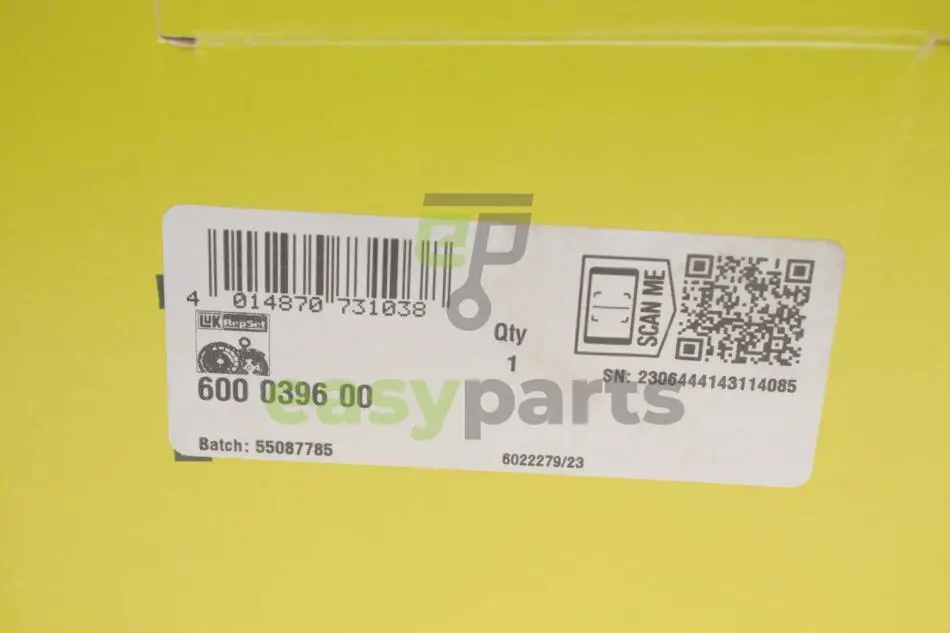 4 014870 731038
LUK RepSet
Qty
1
SCAN ME
SN: 2306444143114085
600 0396 00
Batch: 55087785
6022279/23
ep
easyparts